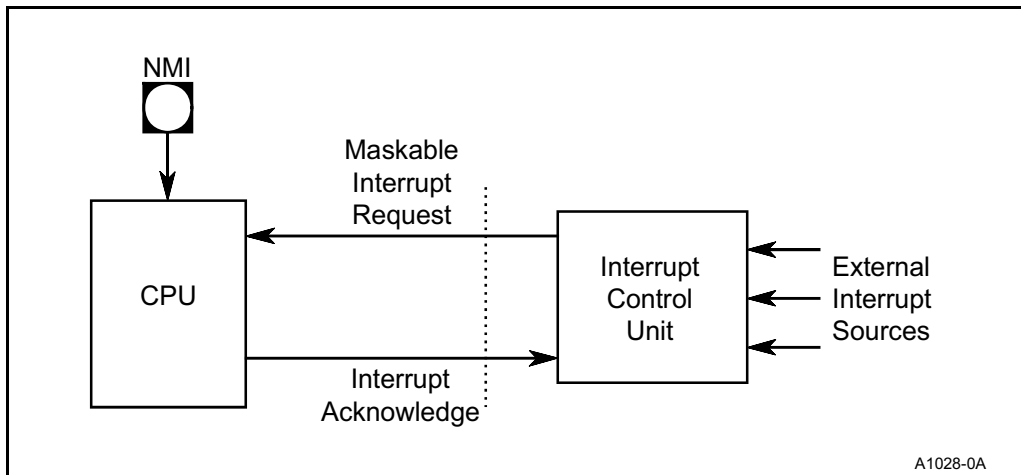 NMI
Maskable
Interrupt
Request
CPU
Interrupt
Control
Unit
External
Interrupt
Sources
Interrupt
Acknowledge
A1028-0A